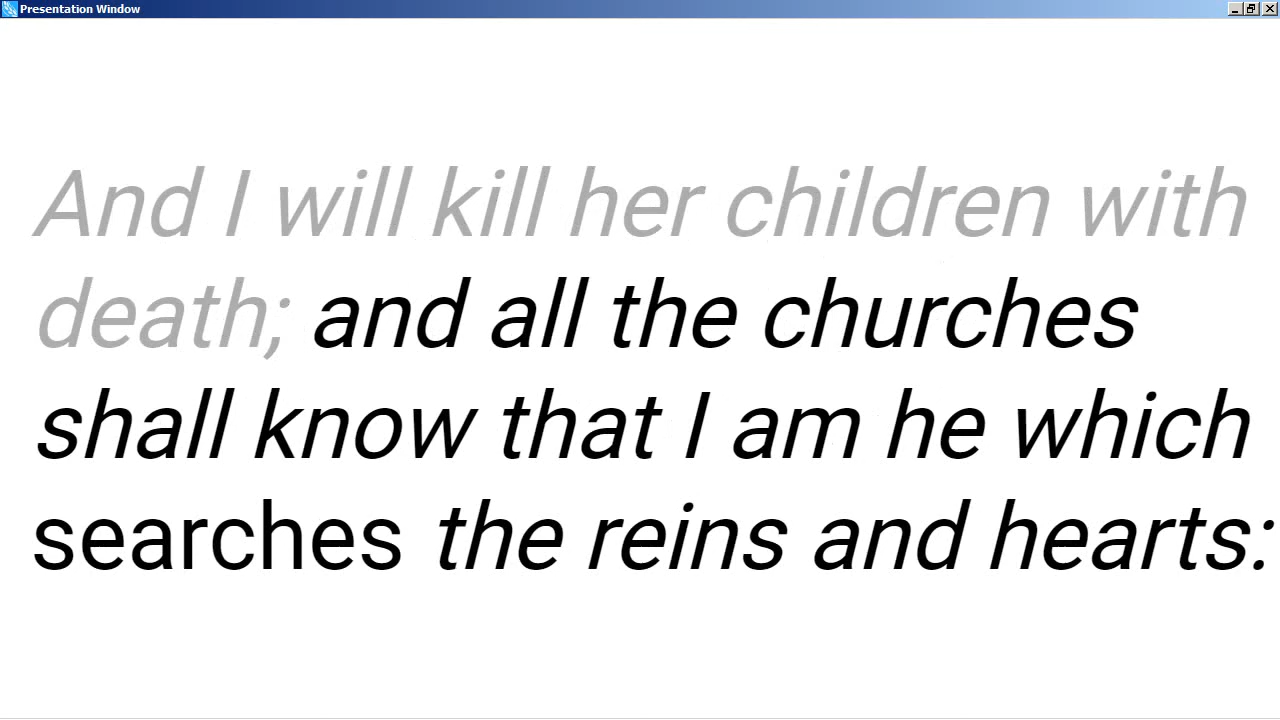 Presentation Window
And I will kill her children with
death; and all the churches
shall know that I am he which
searches the reins and hearts: